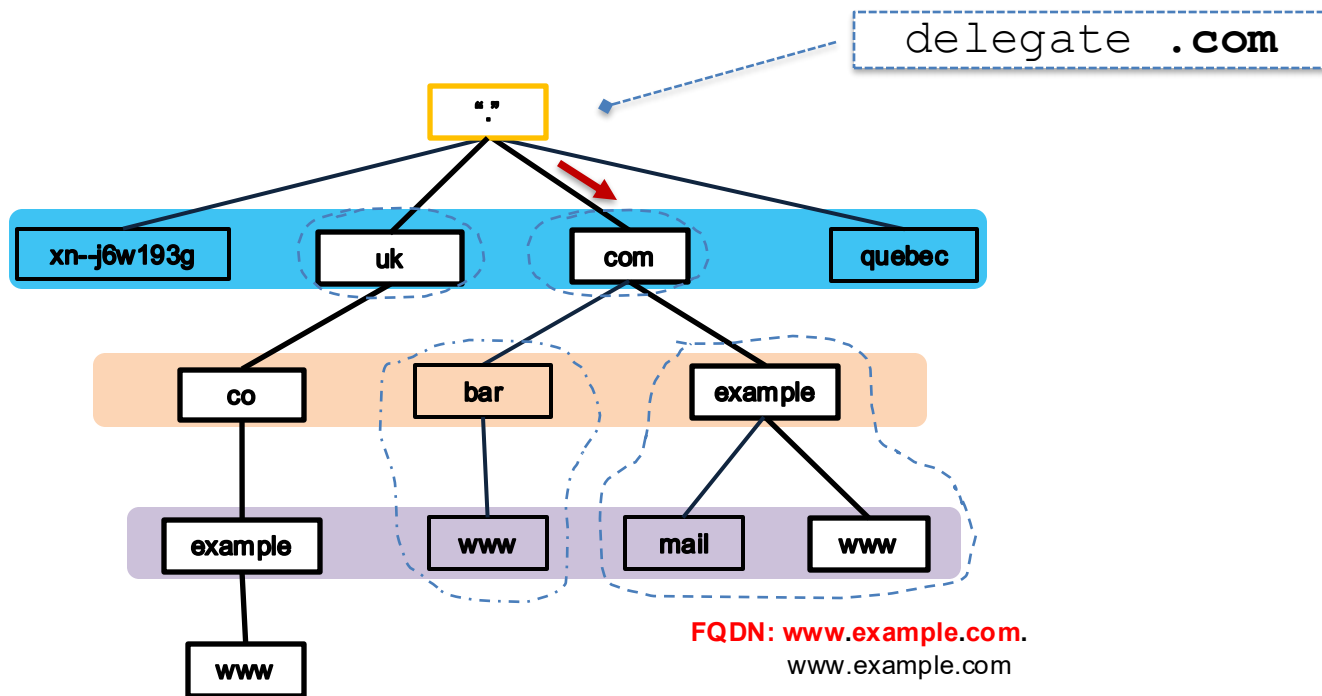 delegate .com
“.”
xn--j6w193g
uk
com
quebec
co
bar
example
example
www
mail
www
www
FQDN: www.example.com.
www.example.com